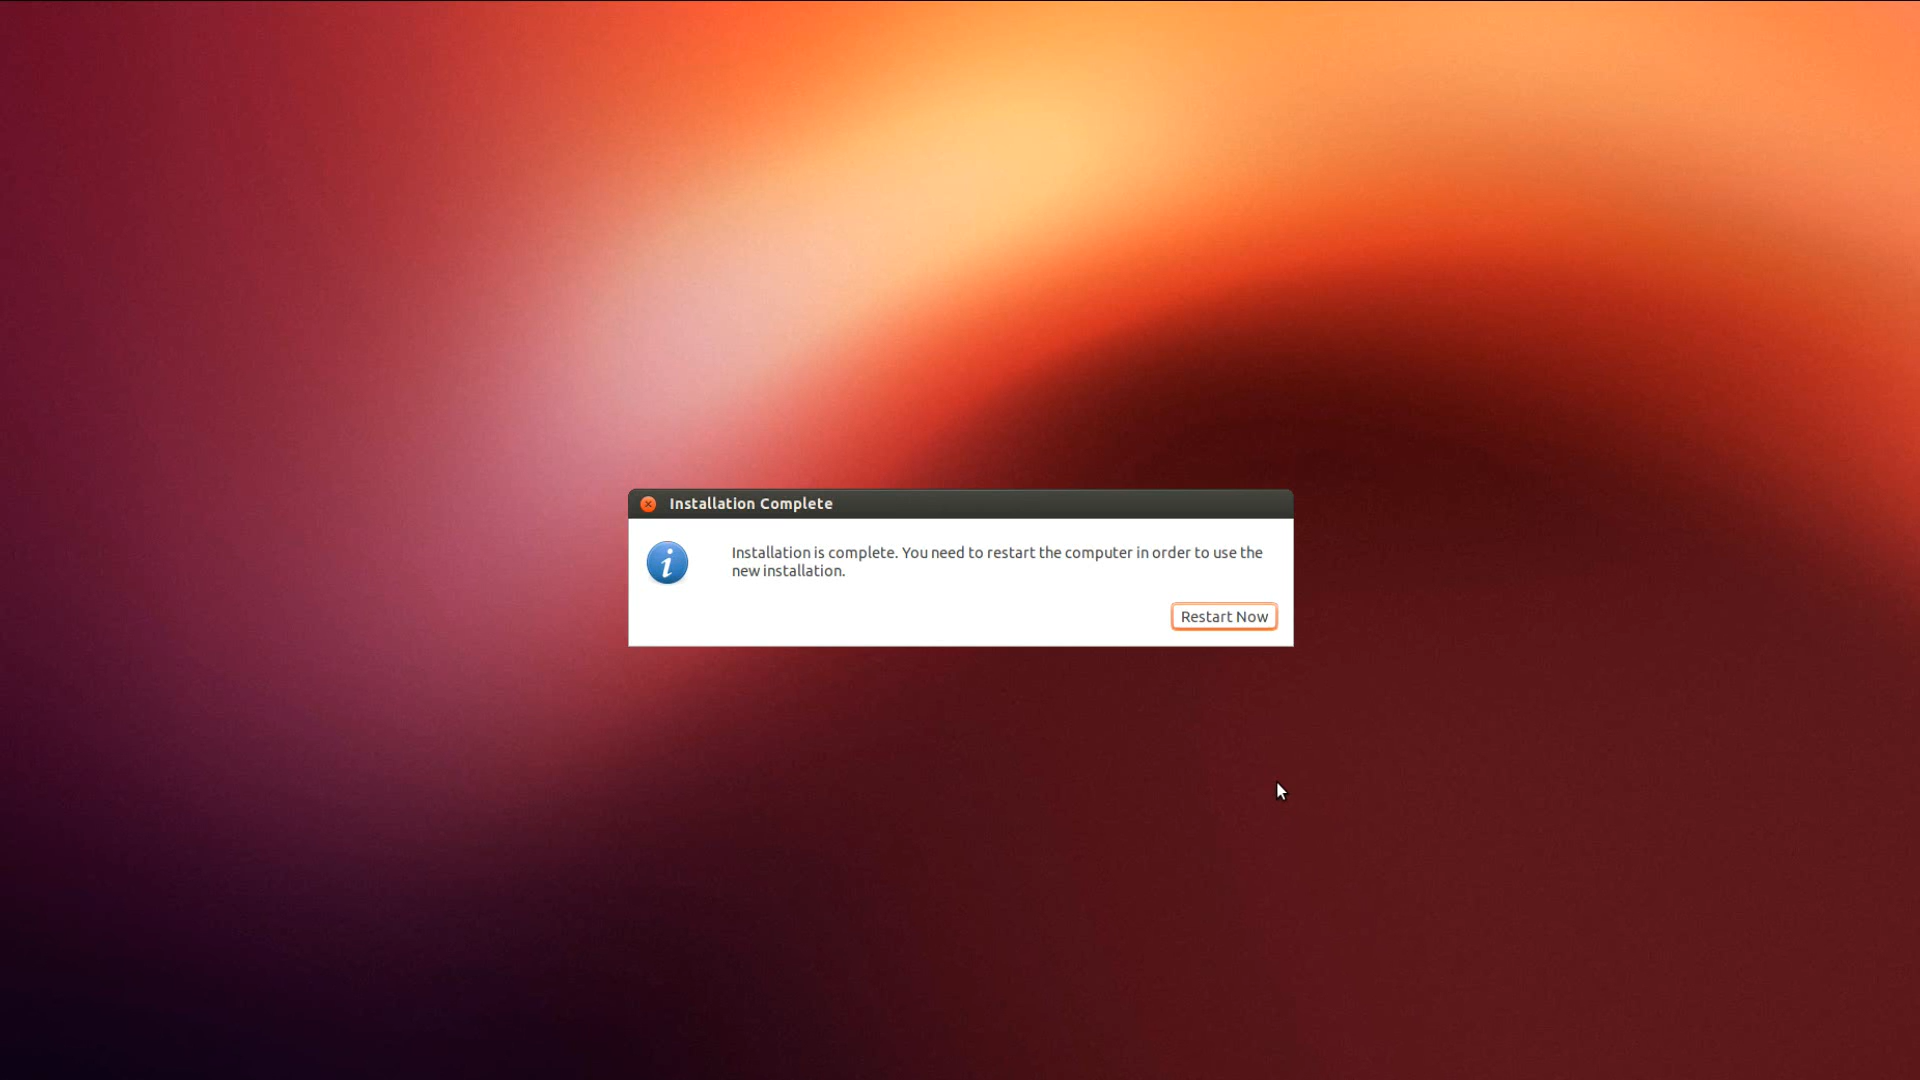 Installation Complete
Installation is complete. You need to restart the computer in order to use the
new installation.
Restart Now